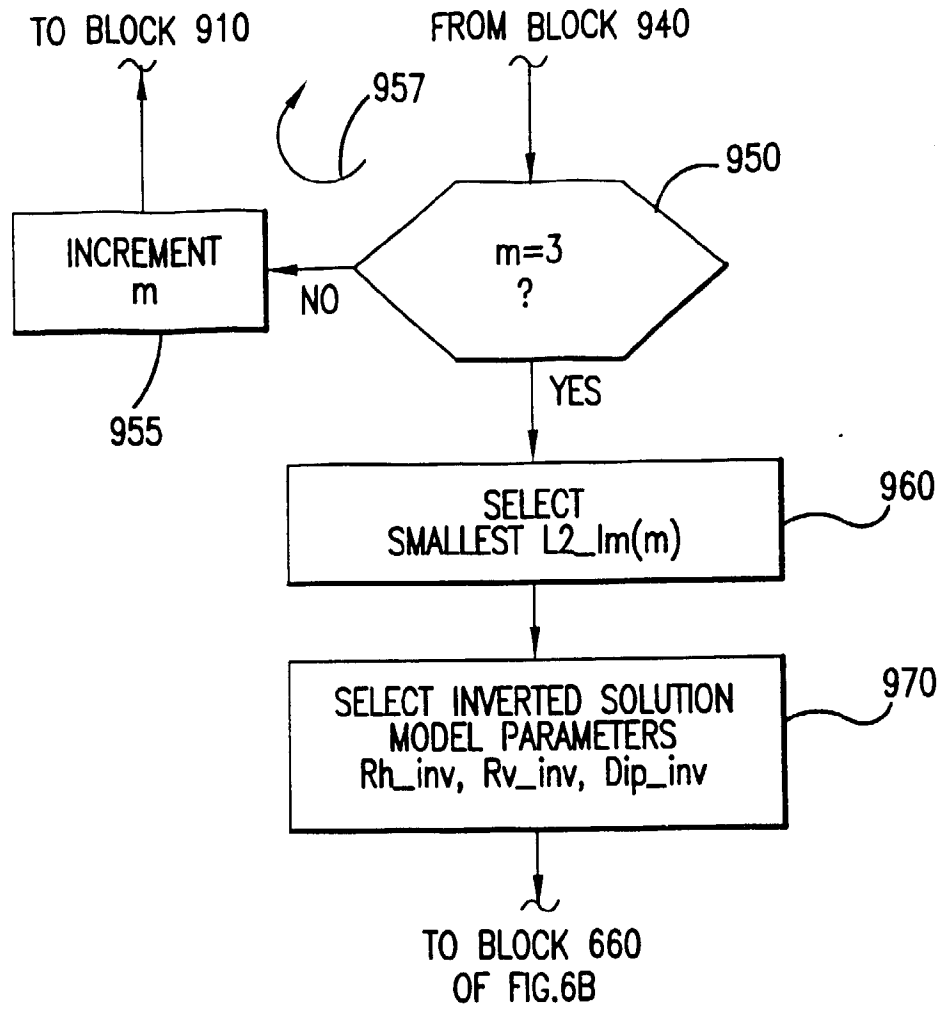 TO BLOCK 910
FROM BLOCK 940
957
950
INCREMENT
m
m=3
?
NO
YES
955
SELECT
SMALLEST L2_lm(m)
960
SELECT INVERTED SOLUTION
MODEL PARAMETERS
Rh_inv, Rv_inv, Dip_inv
970
TO BLOCK 660
OF FIG.6B